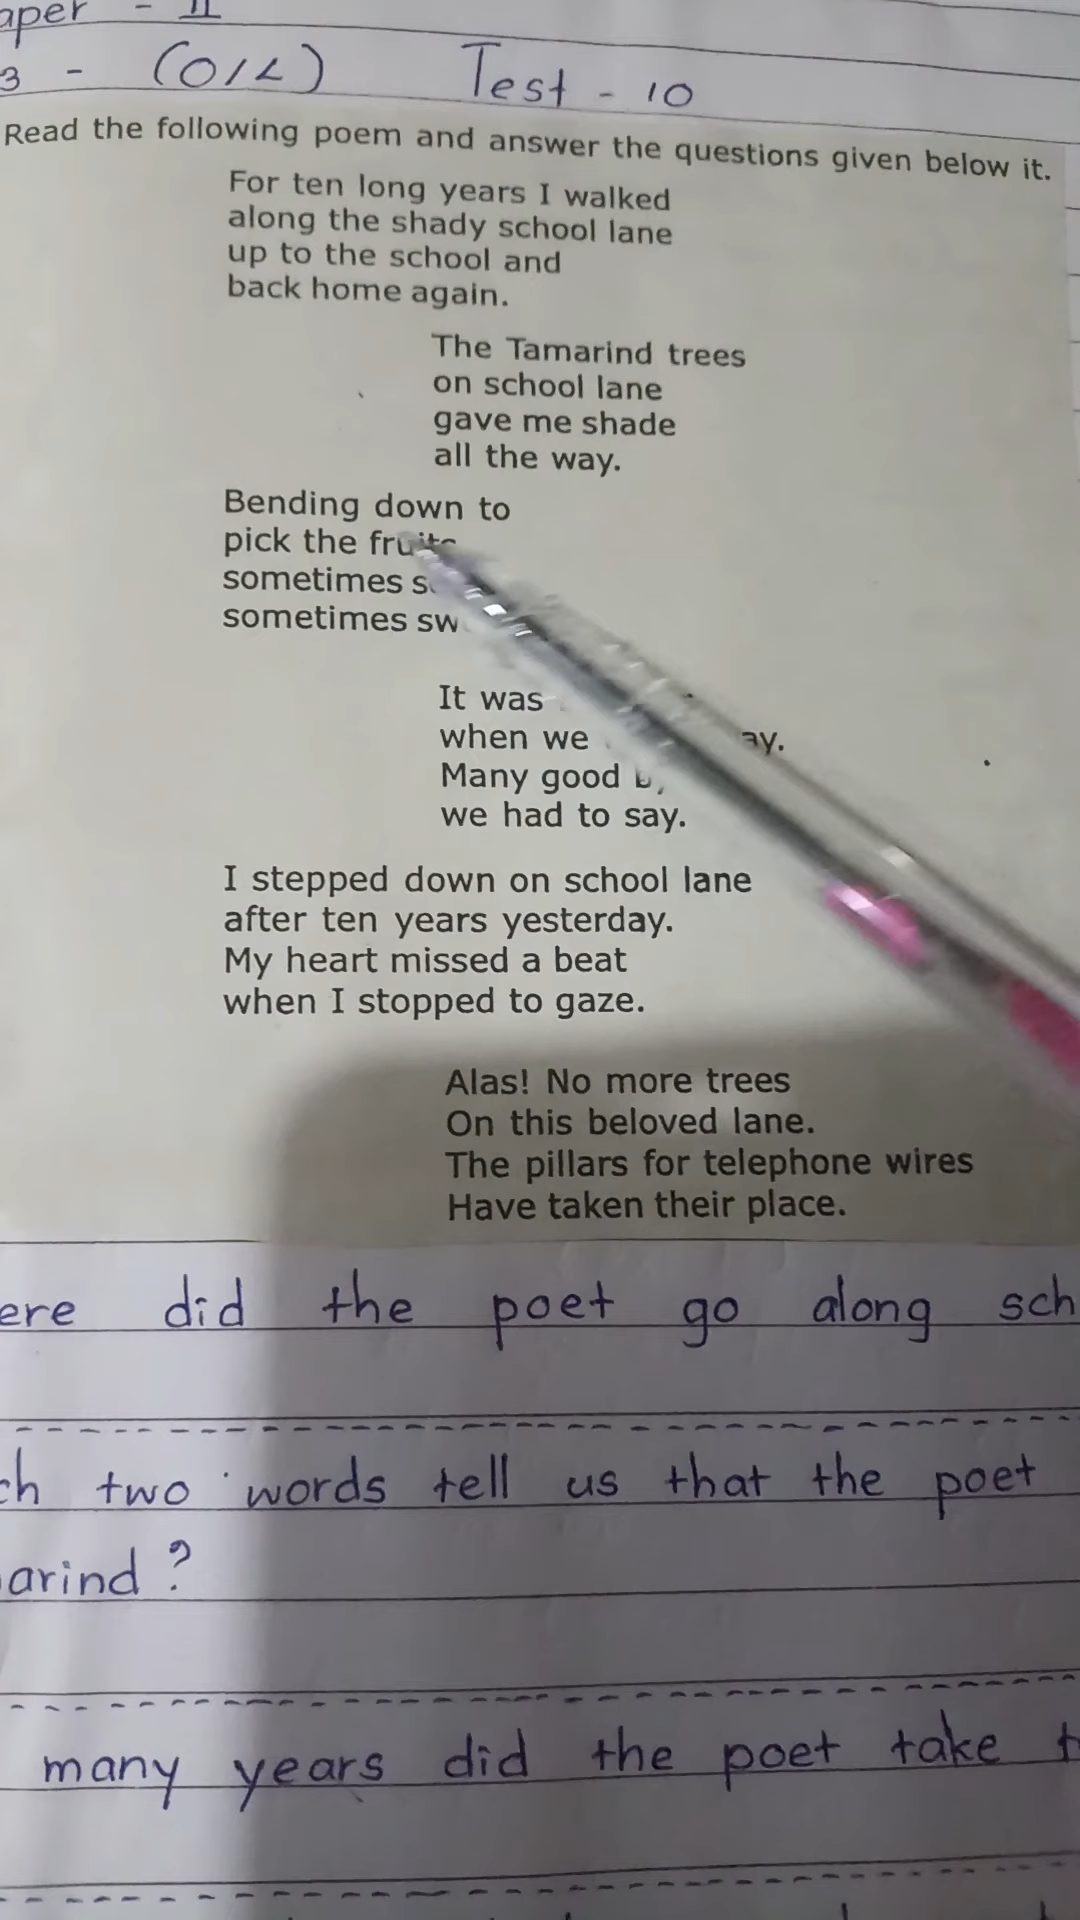 aper - II
3 - (O/L) Test - 10
Read the following poem and answer the questions given below it.
For ten long years I walked
along the shady school lane
up to the school and
back home again.
The Tamarind trees
on school lane
gave me shade
all the way.
Bending down to
pick the fruits
sometimes
sometimes sw
It was
when we ay.
Many good
we had to say.
I stepped down on school lane
after ten years yesterday.
My heart missed a beat
when I stopped to gaze.
Alas! No more trees
On this beloved lane.
The pillars for telephone wires
Have taken their place.
ere did the poet go along sch
ch two words tell us that the poet
arind ?
many years did the poet take t